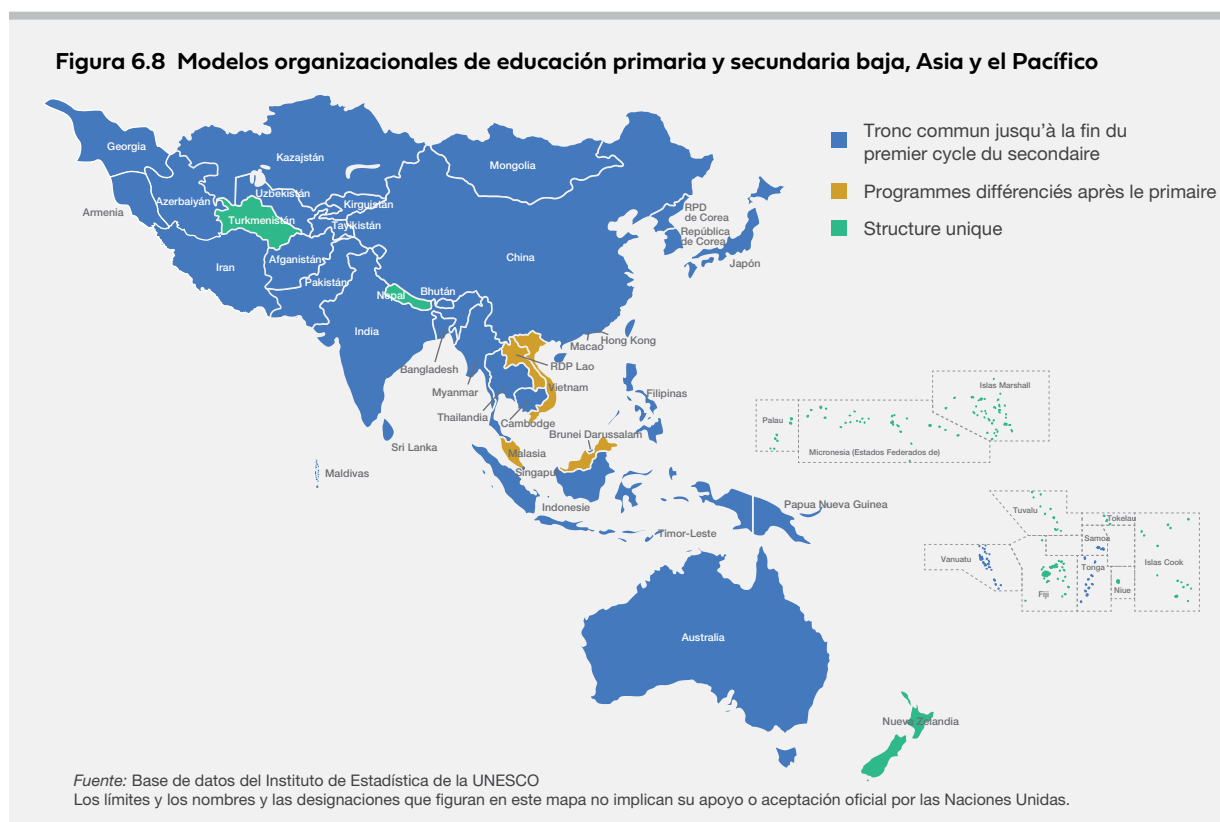 Figura 6.8 Modelos organizacionales de educación primaria y secundaria baja, Asia y el Pacífico
Tronc commun jusqu'à la fin du
premier cycle du secondaire
Programmes différenciés après le primaire
Structure unique
Georgia
Kazajstán
Mongolia
Armenia
Azerbaiyán
Uzbekistán
Kirguistán
Turkmenistán
Tayikistán
RPD
de Corea
República
de Corea
Japón
Iran
Afganistán
Pakistán
China
Nepal
Bhután
India
Bangladesh
Macao
Hong Kong
RDP Lao
Myanmar
Vietnam
Thailandia
Cambodge
Filipinas
Brunei Darussalam
Sri Lanka
Malasia
Maldivas
Singapu
Indonesie
Papua Nueva Guinea
Timor-Leste
Islas Marshall
Palau
Micronesia (Estados Federados de)
Tuvalu
Tokelau
Samoa
Vanuatu
Tonga
Islas Cook
Fiji
Niue
Australia
Nueva Zelandia
Fuente: Base de datos del Instituto de Estadística de la UNESCO
Los límites y los nombres y las designaciones que figuran en este mapa no implican su apoyo o aceptación oficial por las Naciones Unidas.